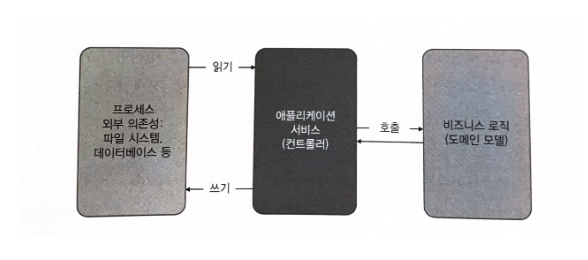 읽기
프로세스
외부 의존성:
파일 시스템,
데이터베이스 등
쓰기
애플리케이션
서비스
(컨트롤러)
호출
비즈니스 로직
(도메인 모델)